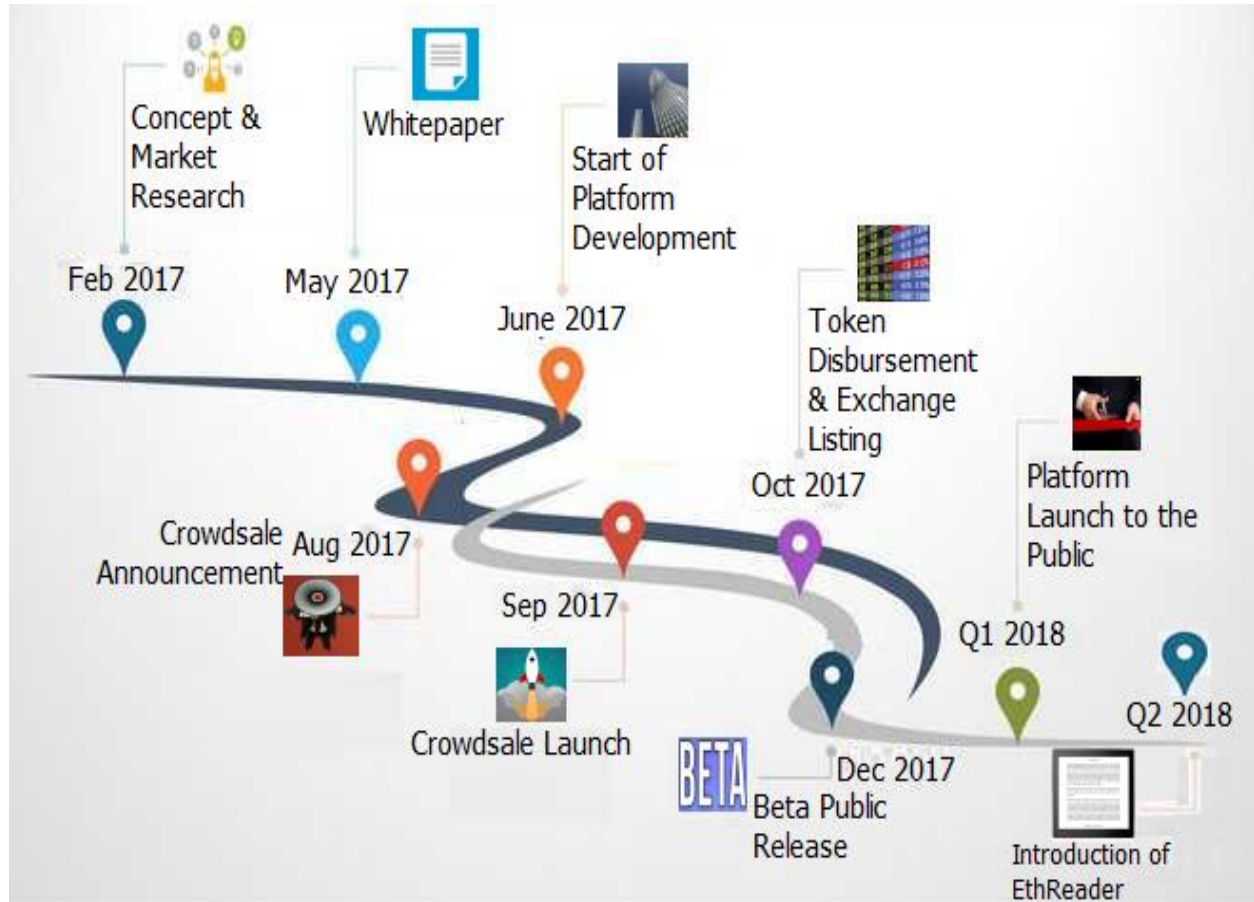 Concept &
Market
Research
Feb 2017
Whitepaper
May 2017
Start of
Platform
Development
June 2017
Crowdsale
Announcement
Aug 2017
Sep 2017
Crowdsale Launch
Token
Disbursement
& Exchange
Listing
Oct 2017
BETA
Dec 2017
Beta Public
Release
Platform
Launch to the
Public
Q1 2018
Q2 2018
Introduction of
EthReader